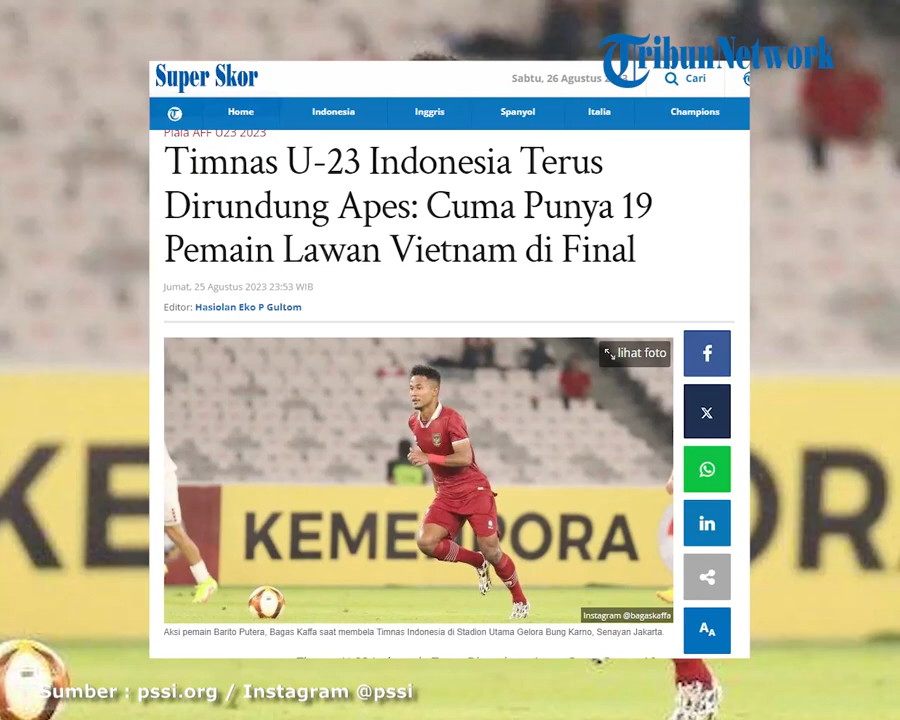 TribunNetwork
Super Skor
Sabtu, 26 Agustus
Cari
Home Indonesia Inggris Spanyol Italia Champions
Piala AFF U23 2023
Timnas U-23 Indonesia Terus
Dirundung Apes: Cuma Punya 19
Pemain Lawan Vietnam di Final
Jumat, 25 Agustus 2023 23:53 WIB
Editor: Hasiolan Eko P Gultom
lihat foto
KEMENPORA
Instagram @bagaskaffa
Aksi pemain Barito Putera, Bagas Kaffa saat membela Timnas Indonesia di Stadion Utama Gelora Bung Karno, Senayan Jakarta.
Sumber : pssi.org / Instagram @pssi